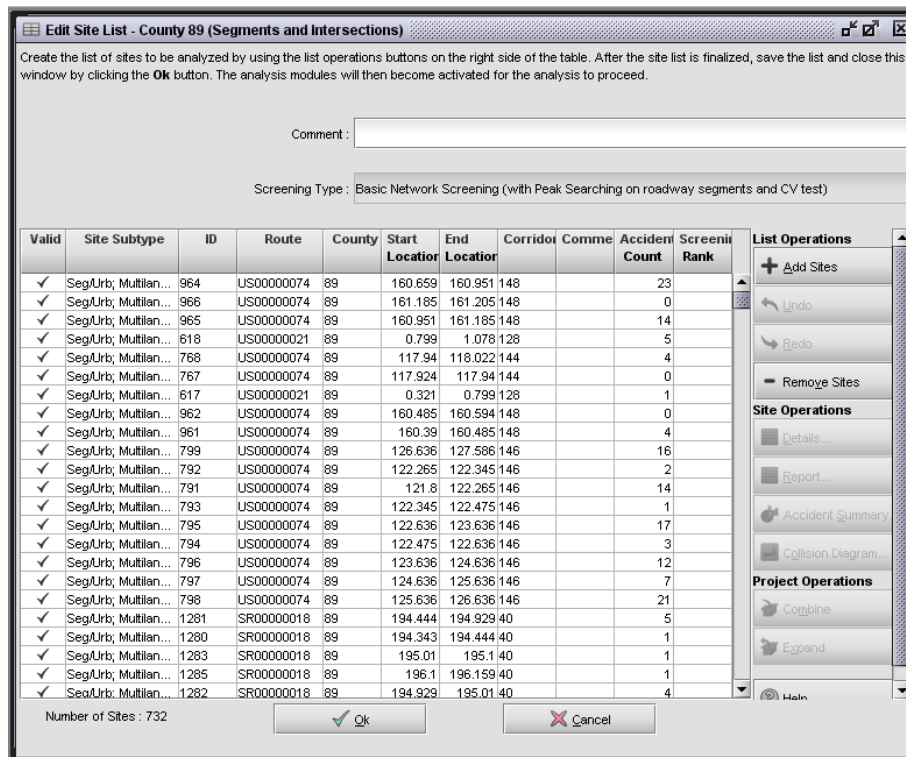 Edit Site List - County 89 (Segments and Intersections)
Create the list of sites to be analyzed by using the list operations buttons on the right side of the table. After the site list is finalized, save the list and close this
window by clicking the Ok button. The analysis modules will then become activated for the analysis to proceed.
Comment :
Screening Type : Basic Network Screening (with Peak Searching on roadway segments and CV test)
Valid Site Subtype ID Route County Start Location End Location Corridor Comme Accident Count Screenin Rank
Seg/Urb; Multilan... 964 US00000074 89 160.659 160.951 148 23
Seg/Urb; Multilan... 966 US00000074 89 161.185 161.205 148 0
Seg/Urb; Multilan... 965 US00000074 89 160.951 161.185 148 14
Seg/Urb; Multilan... 618 US00000021 89 0.799 1.078 128 5
Seg/Urb; Multilan... 768 US00000074 89 117.94 118.022 144 4
Seg/Urb; Multilan... 767 US00000074 89 117.924 117.94 144 0
Seg/Urb; Multilan... 617 US00000021 89 0.321 0.799 128 1
Seg/Urb; Multilan... 962 US00000074 89 160.485 160.594 148 0
Seg/Urb; Multilan... 961 US00000074 89 160.39 160.485 148 4
Seg/Urb; Multilan... 799 US00000074 89 126.636 127.586 146 16
Seg/Urb; Multilan... 792 US00000074 89 122.265 122.345 146 2
Seg/Urb; Multilan... 791 US00000074 89 121.8 122.265 146 14
Seg/Urb; Multilan... 793 US00000074 89 122.345 122.475 146 1
Seg/Urb; Multilan... 795 US00000074 89 122.636 123.636 146 17
Seg/Urb; Multilan... 794 US00000074 89 122.475 122.636 146 3
Seg/Urb; Multilan... 796 US00000074 89 123.636 124.636 146 12
Seg/Urb; Multilan... 797 US00000074 89 124.636 125.636 146 7
Seg/Urb; Multilan... 798 US00000074 89 125.636 126.636 146 21
Seg/Urb; Multilan... 1281 SR00000018 89 194.444 194.929 40 5
Seg/Urb; Multilan... 1280 SR00000018 89 194.343 194.444 40 1
Seg/Urb; Multilan... 1283 SR00000018 89 195.01 195.1 40 1
Seg/Urb; Multilan... 1285 SR00000018 89 196.1 196.159 40 1
Seg/Urb; Multilan... 1282 SR00000018 89 194.929 195.01 40 4
List Operations
Add Sites
Undo
Redo
Remove Sites
Site Operations
Details...
Report...
Accident Summary
Collision Diagram...
Project Operations
Combine
Expand
Help
Number of Sites : 732
Ok
Cancel